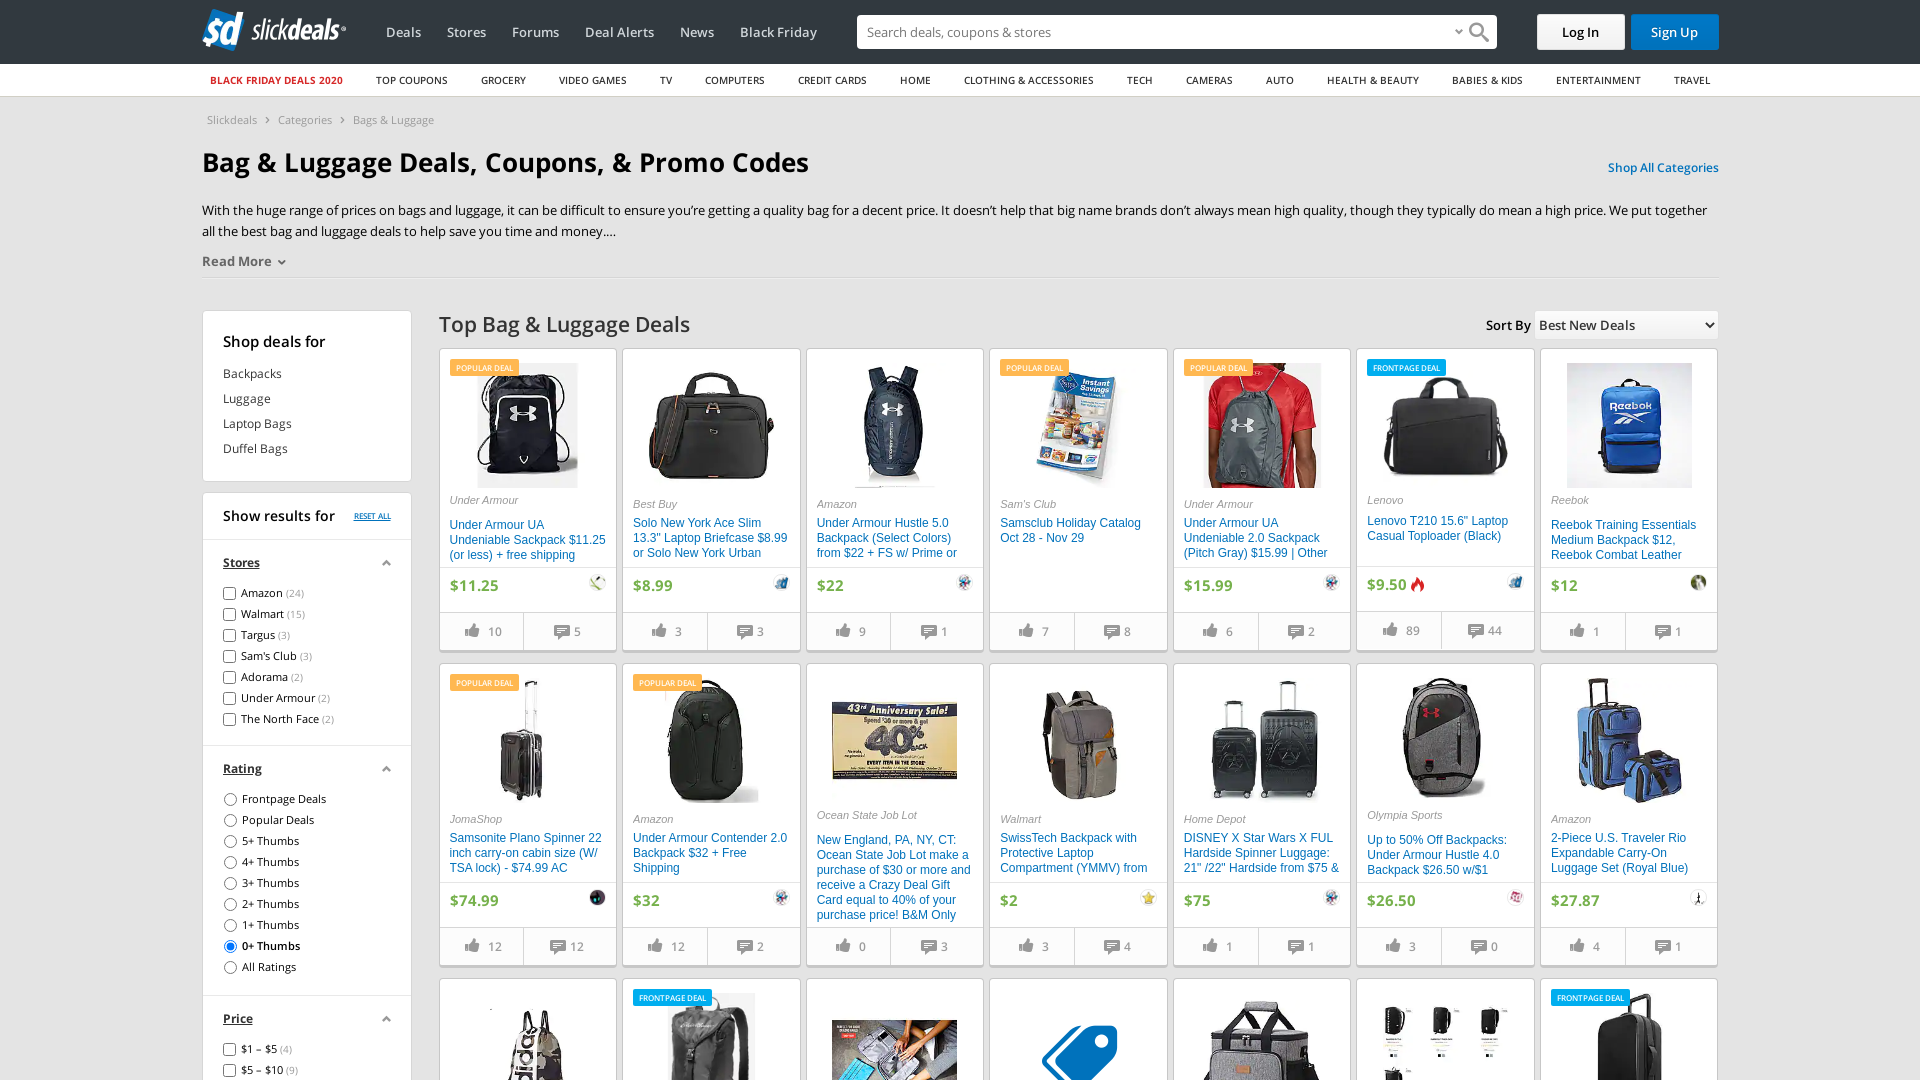 slickdeals
Deals
Stores
Forums
Deal Alerts
News
Black Friday
Search deals, coupons & stores
Log In
Sign Up
BLACK FRIDAY DEALS 2020
TOP COUPONS
GROCERY
VIDEO GAMES
TV
COMPUTERS
CREDIT CARDS
HOME
CLOTHING & ACCESSORIES
TECH
CAMERAS
AUTO
HEALTH & BEAUTY
BABIES & KIDS
ENTERTAINMENT
TRAVEL
Slickdeals
Categories
Bags & Luggage
Bag & Luggage Deals, Coupons, & Promo Codes
Shop All Categories
With the huge range of prices on bags and luggage, it can be difficult to ensure you’re getting a quality bag for a decent price. It doesn’t help that big name brands don’t always mean high quality, though they typically do mean a high price. We put together
all the best bag and luggage deals to help save you time and money....
Read More
Shop deals for
Backpacks
Luggage
Laptop Bags
Duffel Bags
Show results for
RESET ALL
Stores
Amazon (24)
Walmart (15)
Targus (3)
Sam's Club (3)
Adorama (2)
Under Armour (2)
The North Face (2)
Rating
Frontpage Deals
Popular Deals
5+ Thumbs
4+ Thumbs
3+ Thumbs
2+ Thumbs
1+ Thumbs
0+ Thumbs
All Ratings
Price
$1 – $5 (4)
$5 – $10 (9)
Top Bag & Luggage Deals
Sort By
Best New Deals
POPULAR DEAL
Under Armour
Under Armour UA
Undeniable Sackpack $11.25
(or less) + free shipping
$11.25
10
5
Best Buy
Solo New York Ace Slim
13.3" Laptop Briefcase $8.99
or Solo New York Urban
$8.99
3
3
Amazon
Under Armour Hustle 5.0
Backpack (Select Colors)
from $22 + FS w/ Prime or
$22
9
1
POPULAR DEAL
Instant
Savings
Sam's Club
Samsclub Holiday Catalog
Oct 28 - Nov 29
7
8
POPULAR DEAL
Under Armour
Under Armour UA
Undeniable 2.0 Sackpack
(Pitch Gray) $15.99 | Other
$15.99
6
2
FRONTPAGE DEAL
Lenovo
Lenovo T210 15.6" Laptop
Casual Toploader (Black)
$9.50
89
44
Reebok
Reebok
Reebok Training Essentials
Medium Backpack $12,
Reebok Combat Leather
$12
1
1
POPULAR DEAL
JomaShop
Samsonite Plano Spinner 22
inch carry-on cabin size (W/
TSA lock) - $74.99 AC
$74.99
12
12
POPULAR DEAL
Amazon
Under Armour Contender 2.0
Backpack $32 + Free
Shipping
$32
12
2
43rd Anniversary Sale!
Spend $30 or more & get
40%
BACK
EVERY ITEM IN THE STORE
Ocean State Job Lot
New England, PA, NY, CT:
Ocean State Job Lot make a
purchase of $30 or more and
receive a Crazy Deal Gift
Card equal to 40% of your
purchase price! B&M Only
0
3
Walmart
SwissTech Backpack with
Protective Laptop
Compartment (YMMV) from
$2
3
4
Home Depot
DISNEY X Star Wars X FUL
Hardside Spinner Luggage:
21" /22" Hardside from $75 &
$75
1
1
Olympia Sports
Up to 50% Off Backpacks:
Under Armour Hustle 4.0
Backpack $26.50 w/$1
$26.50
3
0
Amazon
2-Piece U.S. Traveler Rio
Expandable Carry-On
Luggage Set (Royal Blue)
$27.87
4
1
adidas
FRONTPAGE DEAL
FRONTPAGE DEAL